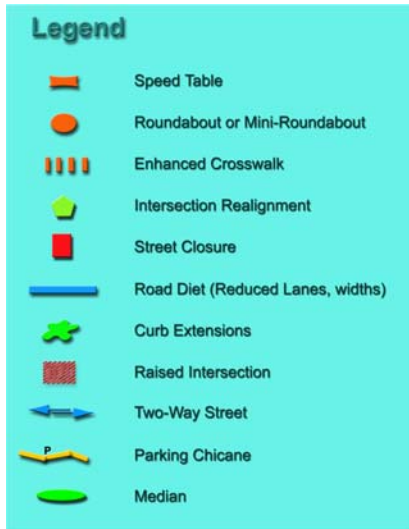 Legend
Speed Table
Roundabout or Mini-Roundabout
Enhanced Crosswalk
Intersection Realignment
Street Closure
Road Diet (Reduced Lanes, widths)
Curb Extensions
Raised Intersection
Two-Way Street
P
Parking Chicane
Median